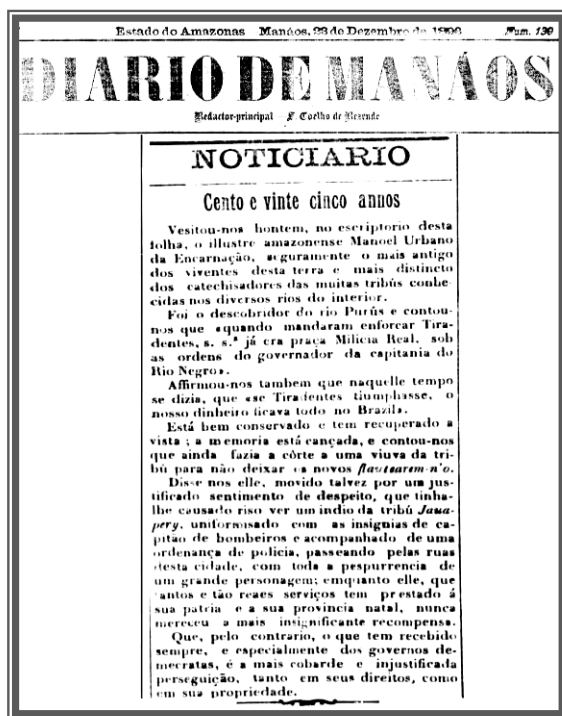 Estado do Amazonas Manáos, 23 de Dezembro de Num. 139
DIARIO DE MANÁOS
Redactor-principal Coelho de Rezende
NOTICIARIO
Cento e vinte cinco annos
Vesitou-nos hontem, no escriptorio desta
folha, o illustre amazonense Manoel Urbano
da Encarnação, seguramente o mais antigo
dos viventes desta terra e mais distincto
dos catechisadores das muitas tribús conhe-
cidas nos diversos rios do interior.
Foi o descobridor do rio Purús e contou-
nos que «quando mandaram enforcar Tira-
dentes, s. s.ª já era praça Milicia Real, sob
as ordens do governador da capitania do
Rio Negro».
Affirmou-nos tambem que naquelle tempo
se dizia, que «se Tiradentes tiumphasse, o
nosso dinheiro ficava todo no Brazil».
Está bem conservado e tem recuperado a
vista ; a memoria está cançada, e contou-nos
que ainda fazia a côrte a uma viuva da tri-
bú para não deixar os novos flautearem-n'o.
Disse nos elle, movido talvez por um jus-
tificado sentimento de despeito, que tinha-
lhe causado riso ver um indio da tribú Jaua-
pery, uniformisado com as insignias de ca-
pitão de bombeiros e acompanhado de uma
ordenança de policia, passeando pelas ruas
desta cidade, com toda a pespurrencia de
um grande personagem; emquanto elle, que
tantos e tão reaes serviços tem prestado á
sua patria e a sua provincia natal, nunca
mereceu a mais insignificante recompensa.
Que, pelo contrario, o que tem recebido
sempre, e especialmente dos governos de-
mecratas, é a mais cobarde e injustificada
perseguição, tanto em seus direitos, como
em sua propriedade.